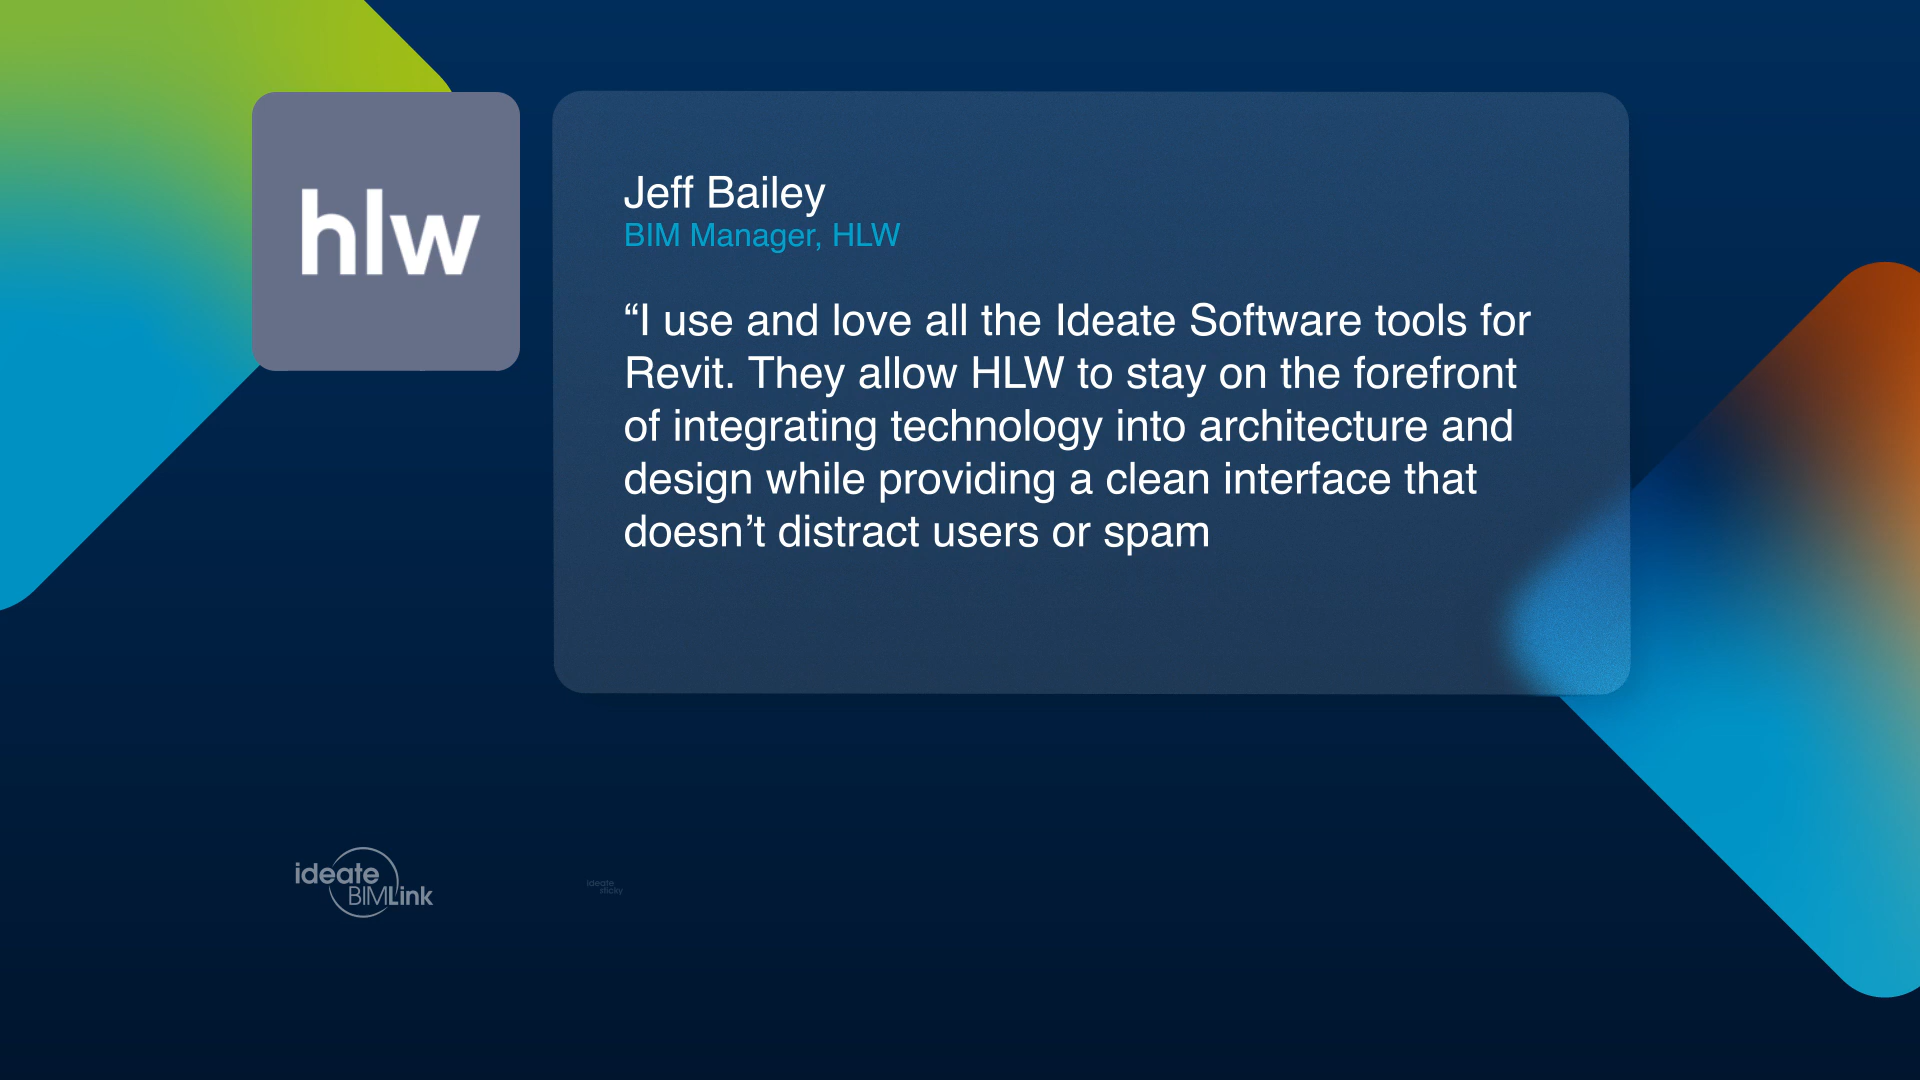 hlw
Jeff Bailey
BIM Manager, HLW
“I use and love all the Ideate Software tools for
Revit. They allow HLW to stay on the forefront
of integrating technology into architecture and
design while providing a clean interface that
doesn’t distract users or spam
ideate
BIMLink
ideate
sticky